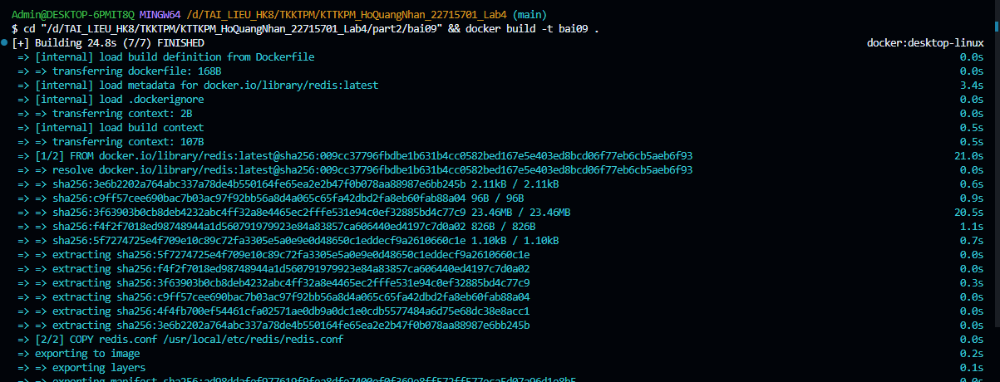 Admin@DESKTOP-6PMIT8Q MINGW64 /d/TAI_LIEU_HK8/TKKTPM/KTTKPM_HoQuangNhan_22715701_Lab4 (main)
$ cd "/d/TAI_LIEU_HK8/TKKTPM/KTTKPM_HoQuangNhan_22715701_Lab4/part2/bai09" && docker build -t bai09 .
[+] Building 24.8s (7/7) FINISHED docker:desktop-linux
=> [internal] load build definition from Dockerfile 0.0s
=> => transferring dockerfile: 168B 0.0s
=> [internal] load metadata for docker.io/library/redis:latest 3.4s
=> [internal] load .dockerignore 0.0s
=> => transferring context: 2B 0.0s
=> [internal] load build context 0.5s
=> => transferring context: 107B 0.5s
=> [1/2] FROM docker.io/library/redis:latest@sha256:009cc37796fbdbe1b631b4cc0582bed167e5e403ed8bcd06f77eb6cb5aeb6f93 21.0s
=> => resolve docker.io/library/redis:latest@sha256:009cc37796fbdbe1b631b4cc0582bed167e5e403ed8bcd06f77eb6cb5aeb6f93 0.0s
=> => sha256:3e6b2202a764abc337a78de4b550164fe65ea2e2b47f0b078aa88987e6bb245b 2.11kB / 2.11kB 0.6s
=> => sha256:c9ff57cee690bac7b03ac97f92bb56a8d4a065c65fa42dbd2fa8eb60fab88a04 96B / 96B 0.9s
=> => sha256:3f63903b0cb8deb4232abc4ff32a8e4465ec2fffe531e94c0ef32885bd4c77c9 23.46MB / 23.46MB 20.5s
=> => sha256:f4f2f7018ed98748944a1d560791979923e84a83857ca606440ed4197c7d0a02 826B / 826B 1.1s
=> => sha256:5f7274725e4f709e10c89c72fa3305e5a0e9e0d48650c1eddecf9a2610660c1e 1.10kB / 1.10kB 0.7s
=> => extracting sha256:5f7274725e4f709e10c89c72fa3305e5a0e9e0d48650c1eddecf9a2610660c1e 0.0s
=> => extracting sha256:f4f2f7018ed98748944a1d560791979923e84a83857ca606440ed4197c7d0a02 0.0s
=> => extracting sha256:3f63903b0cb8deb4232abc4ff32a8e4465ec2fffe531e94c0ef32885bd4c77c9 0.3s
=> => extracting sha256:c9ff57cee690bac7b03ac97f92bb56a8d4a065c65fa42dbd2fa8eb60fab88a04 0.0s
=> => extracting sha256:4f4fb700ef54461cfa02571ae0db9a0dc1e0cdb5577484a6d75e68dc38e8acc1 0.0s
=> => extracting sha256:3e6b2202a764abc337a78de4b550164fe65ea2e2b47f0b078aa88987e6bb245b 0.0s
=> [2/2] COPY redis.conf /usr/local/etc/redis/redis.conf 0.0s
=> exporting to image 0.2s
=> => exporting layers 0.1s
=> => exporting manifest 0.0s